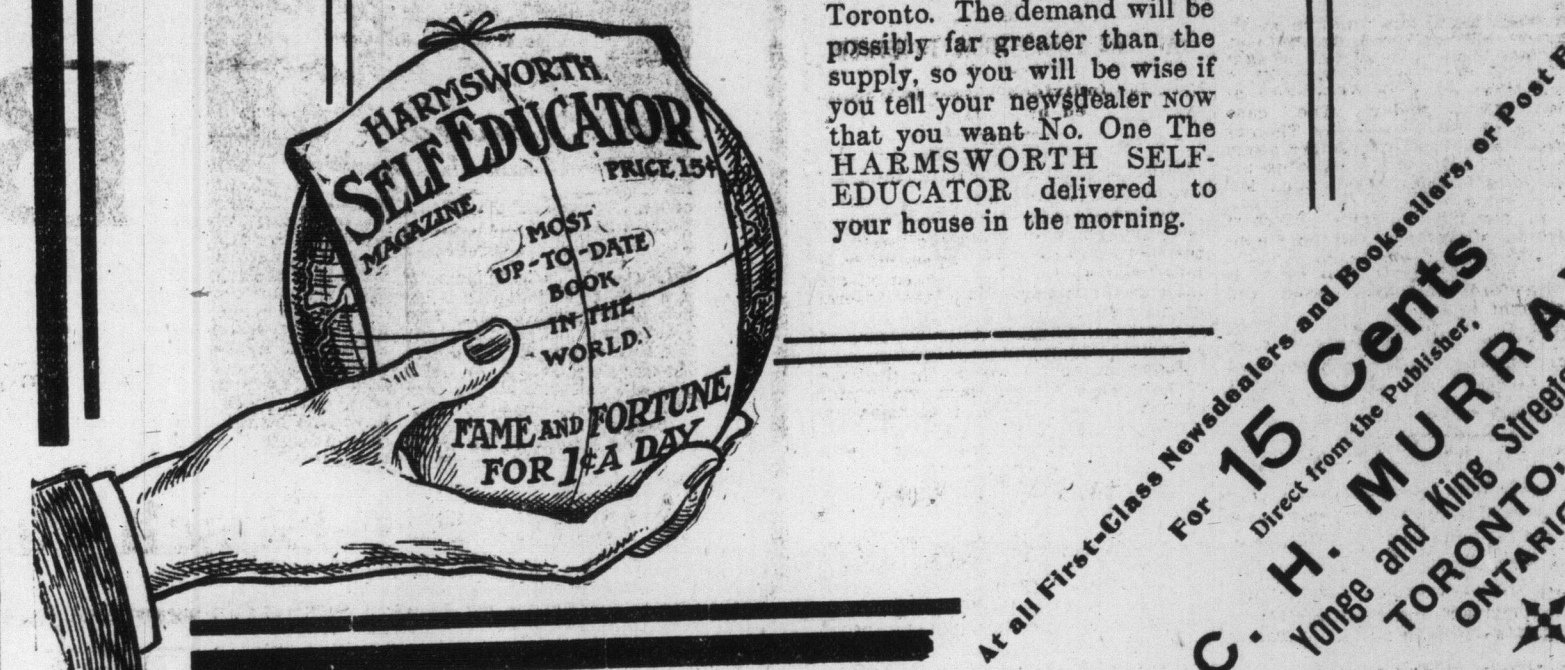 HARMSWORTH
SELF EDUCATOR
PRICE 15¢
MAGAZINE
MOST
UP-TO-DATE
BOOK
IN THE
WORLD.
FAME AND FORTUNE
FOR 1¢ A DAY
Toronto. The demand will be
possibly far greater than the
supply, so you will be wise if
you tell your newsdealer NOW
that you want No. One The
HARMSWORTH SELF-
EDUCATOR delivered to
your house in the morning.
At all First-Class Newsdealers and Booksellers, or Post
For 15 Cents
Direct from the Publisher,
C. H. MURRA
Yonge and King Streets
TORONTO,
ONTARIO